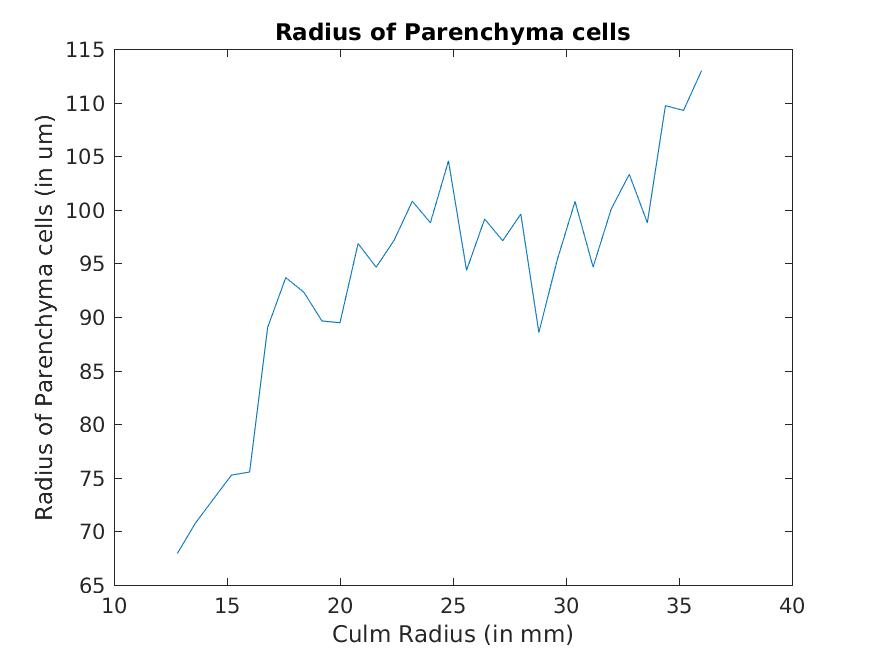 Radius of Parenchyma cells
115
110
105
100
95
90
85
80
75
70
65
Radius of Parenchyma cells (in um)
10 15 20 25 30 35 40
Culm Radius (in mm)